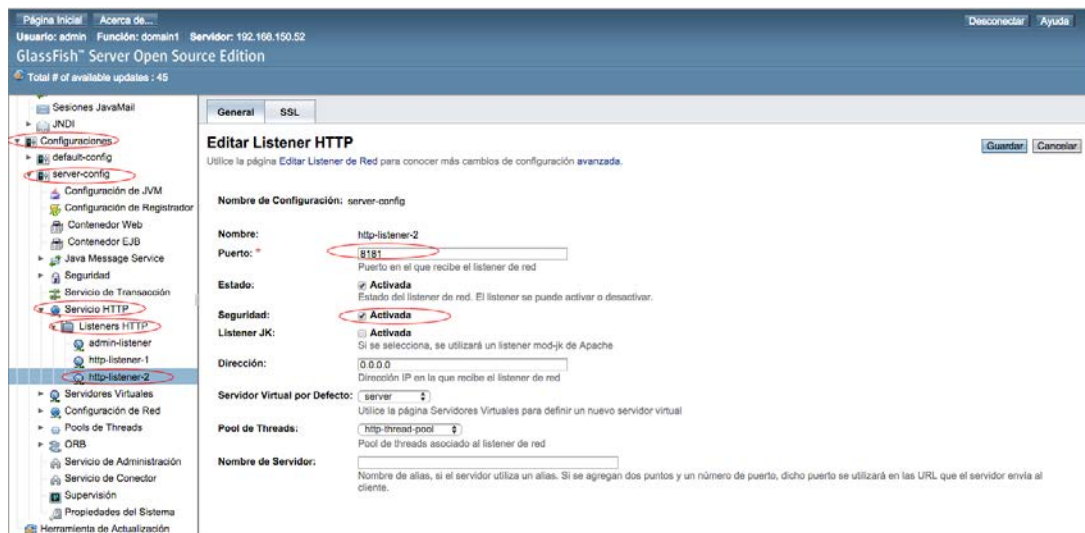 Página Inicial Acerca de...
Desconectar Ayuda
Usuario: admin Función: domain1 Servidor: 192.168.150.52
GlassFish™ Server Open Source Edition
Total # of available updates : 45
Sesiones JavaMail
JNDI
Configuraciones
default-config
server-config
Configuración de JVM
Configuración de Registrador
Contenedor Web
Contenedor EJB
Java Message Service
Seguridad
Servicio de Transacción
Servicio HTTP
Listeners HTTP
admin-listener
http-listener-1
http-listener-2
Servidores Virtuales
Configuración de Red
Pools de Threads
ORB
Servicio de Administración
Servicio de Conector
Supervisión
Propiedades del Sistema
Herramienta de Actualización
General SSL
Editar Listener HTTP
Guardar Cancelar
Utilice la página Editar Listener de Red para conocer más cambios de configuración avanzada.
Nombre de Configuración: server-config
Nombre: http-listener-2
Puerto: * 8181
Puerto en el que recibe el listener de red
Estado: Activada
Estado del listener de red. El listener se puede activar o desactivar.
Seguridad: Activada
Listener JK: Activada
Si se selecciona, se utilizará un listener mod-jk de Apache
Dirección: 0.0.0.0
Dirección IP en la que recibe el listener de red
Servidor Virtual por Defecto: server
Utilice la página Servidores Virtuales para definir un nuevo servidor virtual
Pool de Threads: http-thread-pool
Pool de threads asociado al listener de red
Nombre de Servidor:
Nombre de alias, si el servidor utiliza un alias. Si se agregan dos puntos y un número de puerto, dicho puerto se utilizará en las URL que el servidor envía al
cliente.